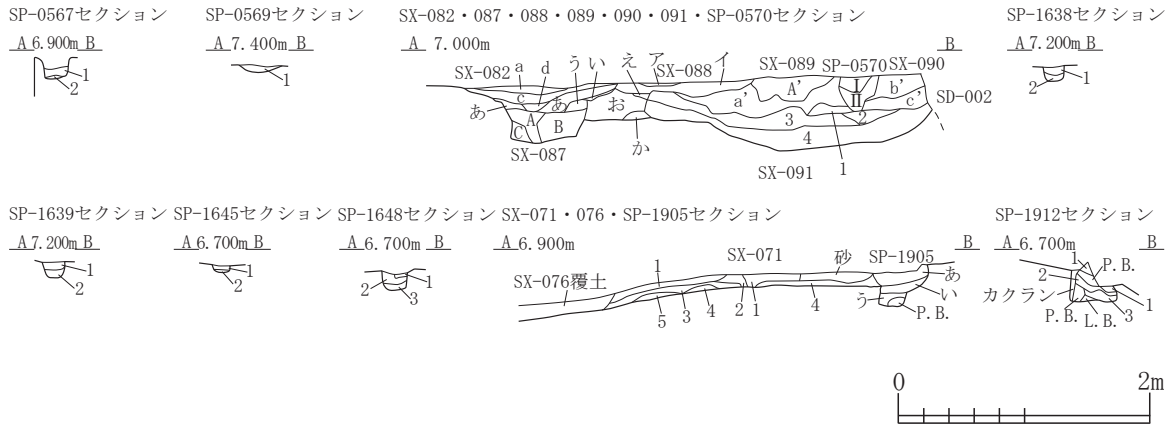 SP-0567セクション SP-0569セクション SX-082・087・088・089・090・091・SP-0570セクション SP-1638セクション
A 6.900m B A 7.400m B A 7.000m B A 7.200m B
SX-082 a d うい え ア SX-088 イ SX-089 SP-0570 SX-090
1 2 1 あ c あ A C B お か a' A' I II b' c' SD-002 1 2
3 2 4 1
SX-087 SX-091
SP-1639セクション SP-1645セクション SP-1648セクション SX-071・076・SP-1905セクション SP-1912セクション
A 7.200m B A 6.700m B A 6.700m B A 6.900m B A 6.700m B
SX-076覆土 1 SX-071 砂 SP-1905 あ い う P.B.
1 2 1 2 1 3 5 3 4 2 1 4
1 2 P.B. カクラン P.B. L.B. 3 1
0 2m